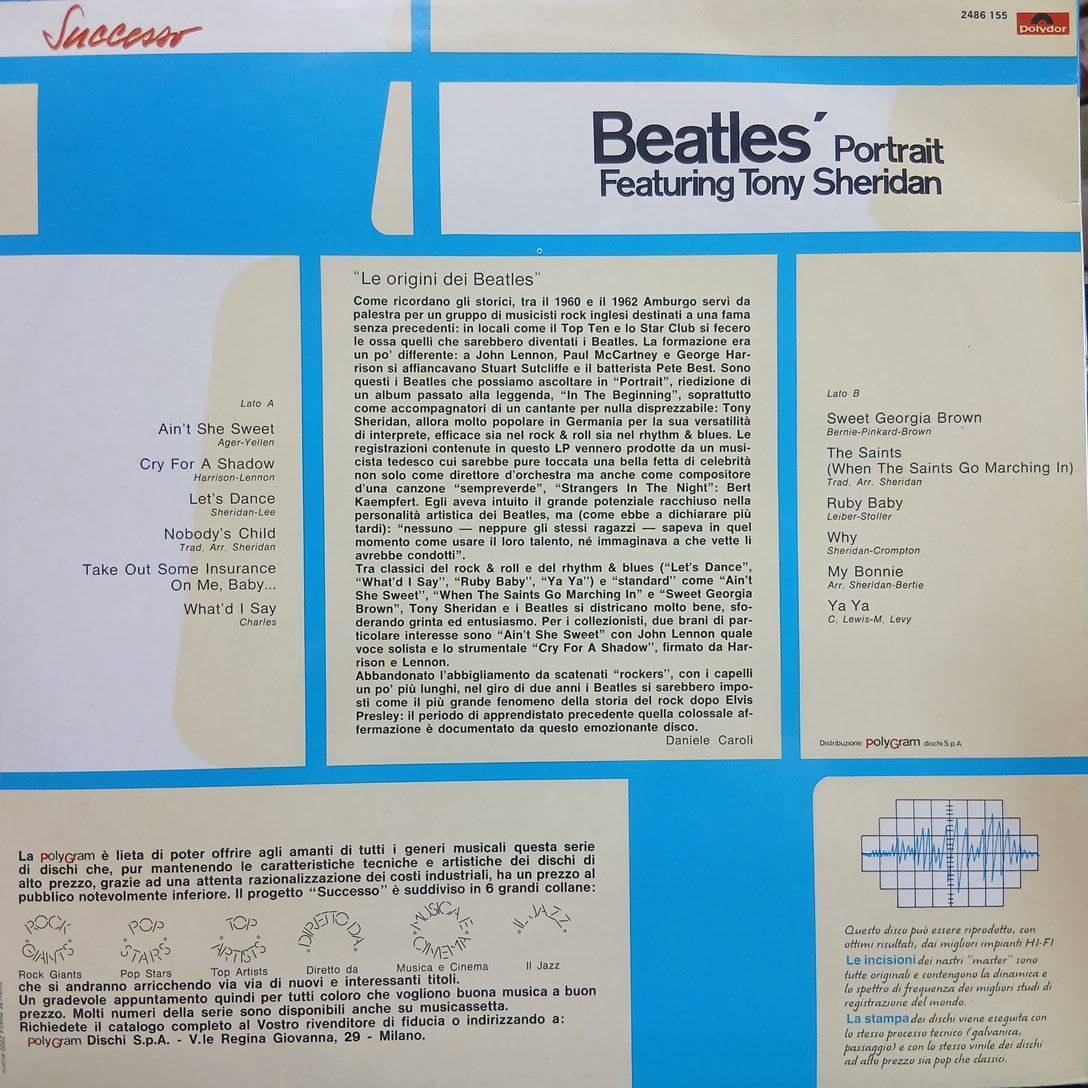 Successo
2486 155
polydor
Beatles´ Portrait
Featuring Tony Sheridan
Lato A
Ain't She Sweet
Ager-Yellen
Cry For A Shadow
Harrison-Lennon
Let's Dance
Sheridan-Lee
Nobody's Child
Trad. Arr. Sheridan
Take Out Some Insurance
On Me, Baby...
What'd I Say
Charles
“Le origini dei Beatles”
Come ricordano gli storici, tra il 1960 e il 1962 Amburgo servì da
palestra per un gruppo di musicisti rock inglesi destinati a una fama
senza precedenti: in locali come il Top Ten e lo Star Club si fecero
le ossa quelli che sarebbero diventati i Beatles. La formazione era
un po' differente: a John Lennon, Paul McCartney e George Har-
rison si affiancavano Stuart Sutcliffe e il batterista Pete Best. Sono
questi i Beatles che possiamo ascoltare in “Portrait”, riedizione di
un album passato alla leggenda, “In The Beginning”, soprattutto
come accompagnatori di un cantante per nulla disprezzabile: Tony
Sheridan, allora molto popolare in Germania per la sua versatilità
di interprete, efficace sia nel rock & roll sia nel rhythm & blues. Le
registrazioni contenute in questo LP vennero prodotte da un musi-
cista tedesco cui sarebbe pure toccata una bella fetta di celebrità
non solo come direttore d'orchestra ma anche come compositore
d'una canzone “sempreverde”, “Strangers In The Night”: Bert
Kaempfert. Egli aveva intuito il grande potenziale racchiuso nella
personalità artistica dei Beatles, ma (come ebbe a dichiarare più
tardi): “nessuno — neppure gli stessi ragazzi — sapeva in quel
momento come usare il loro talento, né immaginava a che vette li
avrebbe condotti”.
Tra classici del rock & roll e del rhythm & blues (“Let's Dance”,
“What'd I Say”, “Ruby Baby”, “Ya Ya”) e “standard” come “Ain't
She Sweet”, “When The Saints Go Marching In” e “Sweet Georgia
Brown”, Tony Sheridan e i Beatles si districano molto bene, sfo-
derando grinta ed entusiasmo. Per i collezionisti, due brani di par-
ticolare interesse sono “Ain't She Sweet” con John Lennon quale
voce solista e lo strumentale “Cry For A Shadow”, firmato da Har-
rison e Lennon.
Abbandonato l'abbigliamento da scatenati “rockers”, con i capelli
un po' più lunghi, nel giro di due anni i Beatles si sarebbero impo-
sti come il più grande fenomeno della storia del rock dopo Elvis
Presley: il periodo di apprendistato precedente quella colossale af-
fermazione è documentato da questo emozionante disco.
Daniele Caroli
Lato B
Sweet Georgia Brown
Bernie-Pinkard-Brown
The Saints
(When The Saints Go Marching In)
Trad. Arr. Sheridan
Ruby Baby
Leiber-Stoller
Why
Sheridan-Crompton
My Bonnie
Arr. Sheridan-Bertie
Ya Ya
C. Lewis-M. Levy
Distribuzione PolyGram dischi S.p.A.
La PolyGram è lieta di poter offrire agli amanti di tutti i generi musicali questa serie
di dischi che, pur mantenendo le caratteristiche tecniche e artistiche dei dischi di
alto prezzo, grazie ad una attenta razionalizzazione dei costi industriali, ha un prezzo al
pubblico notevolmente inferiore. Il progetto “Successo” è suddiviso in 6 grandi collane:
ROCK GIANTS
POP STARS
TOP ARTISTS
DIRETTO DA
MUSICA E CINEMA
IL JAZZ
Rock Giants Pop Stars Top Artists Diretto da Musica e Cinema Il Jazz
che si andranno arricchendo via via di nuovi e interessanti titoli.
Un gradevole appuntamento quindi per tutti coloro che vogliono buona musica a buon
prezzo. Molti numeri della serie sono disponibili anche su musicassetta.
Richiedete il catalogo completo al Vostro rivenditore di fiducia o indirizzando a:
PolyGram Dischi S.p.A. - V.le Regina Giovanna, 29 - Milano.
Questo disco può essere riprodotto, con
ottimi risultati, dai migliori impianti HI-FI
Le incisioni dei nastri “master” sono
tutte originali e contengono la dinamica e
lo spettro di frequenza dei migliori studi di
registrazione del mondo.
La stampa dei dischi viene eseguita con
lo stesso processo tecnico (galvanica,
passaggio) e con lo stesso vinile dei dischi
ad alto prezzo sia pop che classici.